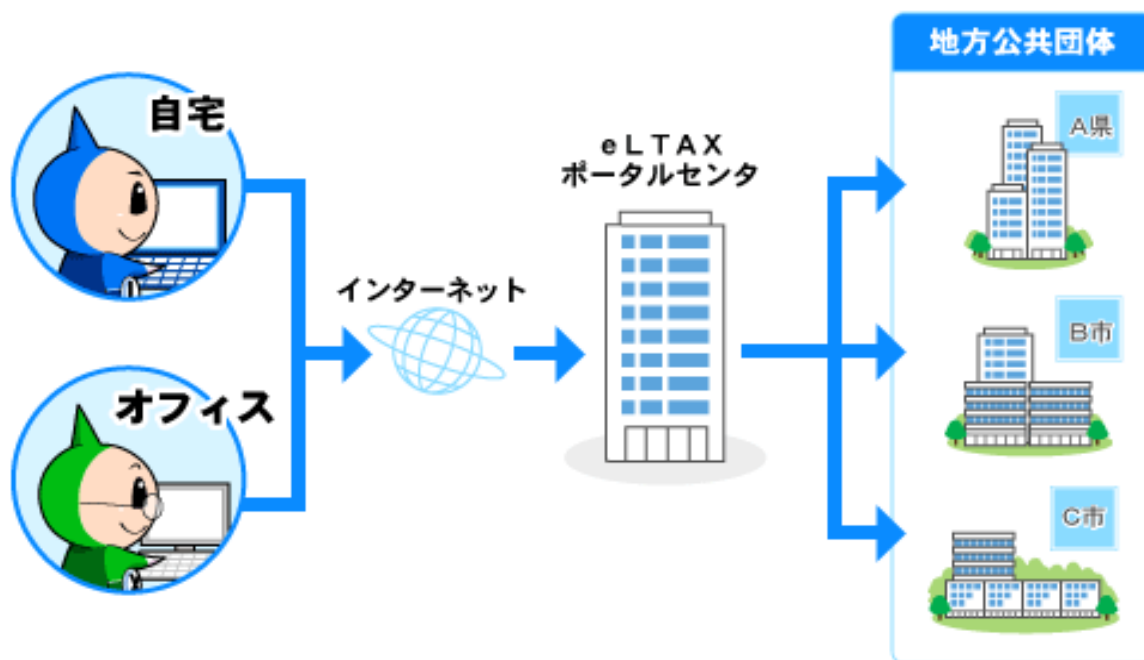 地方公共団体
自宅
A県
eLTAX
ポータルセンタ
インターネット
B市
オフィス
C市